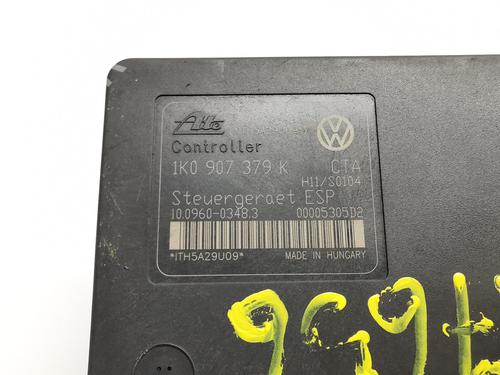 Ate
Controller
1K0 907 379 K CTA
H11/S0104
Steuergeraet ESP
10.0960-0348.3 00005305D2
*ITH5A29U09* MADE IN HUNGARY